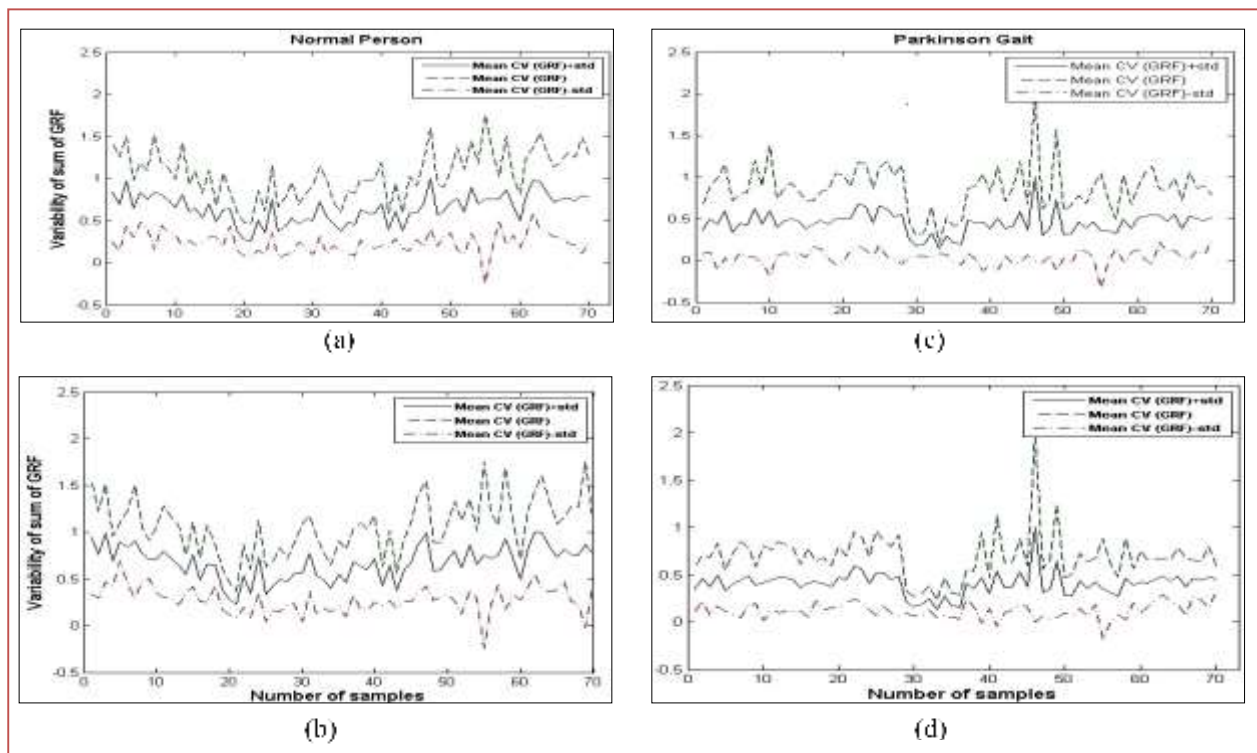 Normal Person
2.5
2
1.5
1
0.5
0
-0.5
Variability of sum of GRF
Mean CV (GRF)+std
Mean CV (GRF)
Mean CV (GRF)-std
0 10 20 30 40 50 60 70
(a)
Parkinson Gait
2.5
2
1.5
1
0.5
0
-0.5
Mean CV (GRF)+std
Mean CV (GRF)
Mean CV (GRF)-std
0 10 20 30 40 50 60 70
(c)
2.5
2
1.5
1
0.5
0
-0.5
Variability of sum of GRF
Mean CV (GRF)+std
Mean CV (GRF)
Mean CV (GRF)-std
0 10 20 30 40 50 60 70
Number of samples
(b)
2.5
2
1.5
1
0.5
0
-0.5
Mean CV (GRF)+std
Mean CV (GRF)
Mean CV (GRF)-std
0 10 20 30 40 50 60 70
Number of samples
(d)